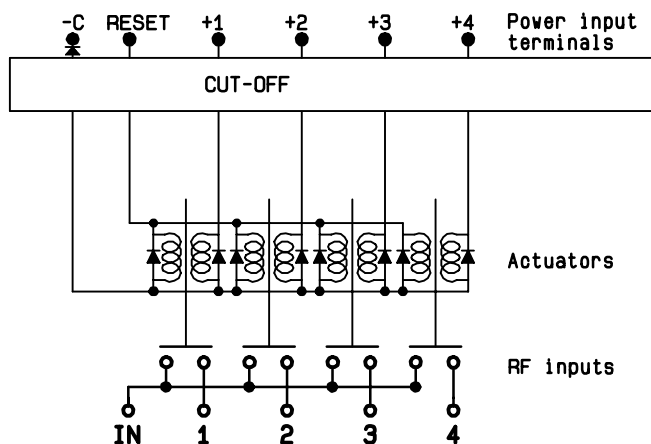 -C RESET +1 +2 +3 +4 Power input
terminals
CUT-OFF
Actuators
RF inputs
IN 1 2 3 4